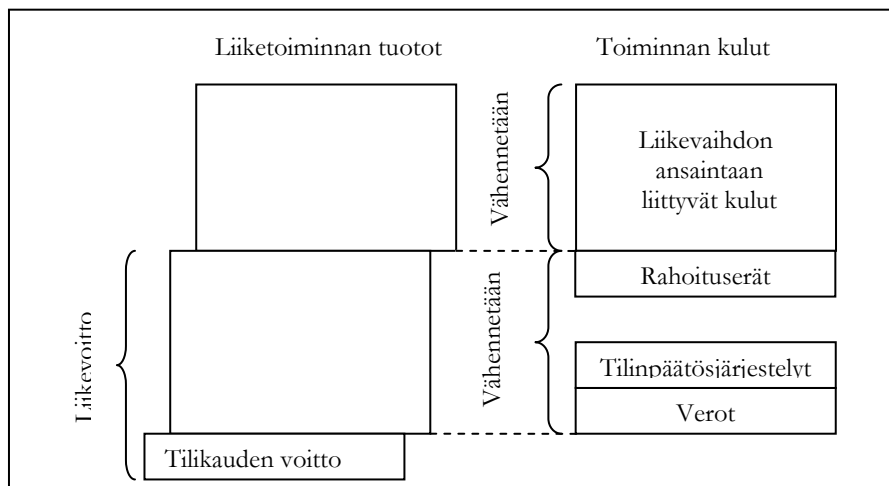 Liiketoiminnan tuotot
Toiminnan kulut
Vähennetään
Liikevaihdon
ansaintaan
liittyvät kulut
Rahoituserät
Liikevoitto
Vähennetään
Tilinpäätösjärjestelyt
Verot
Tilikauden voitto